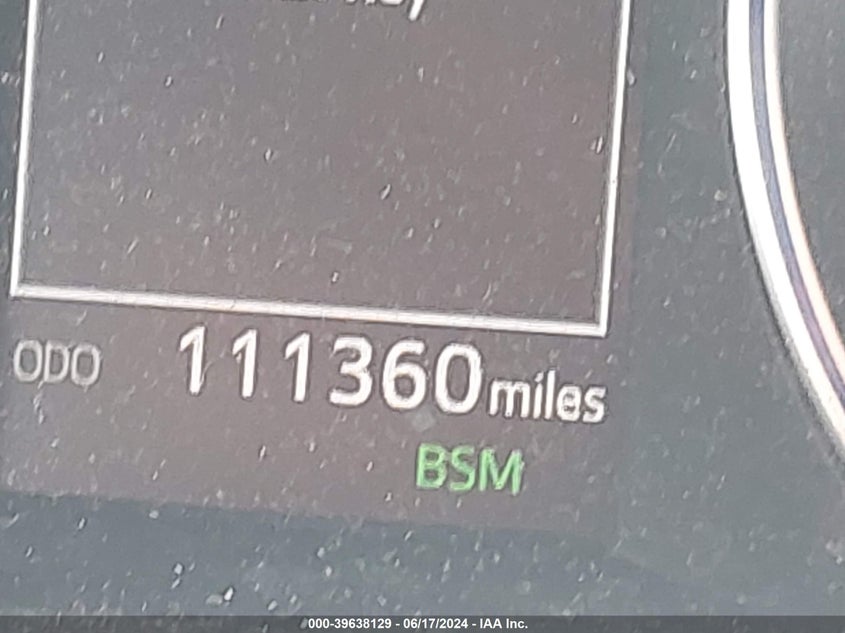 ODO 111360 miles
BSM
000-39638129 - 06/17/2024 - IAA Inc.